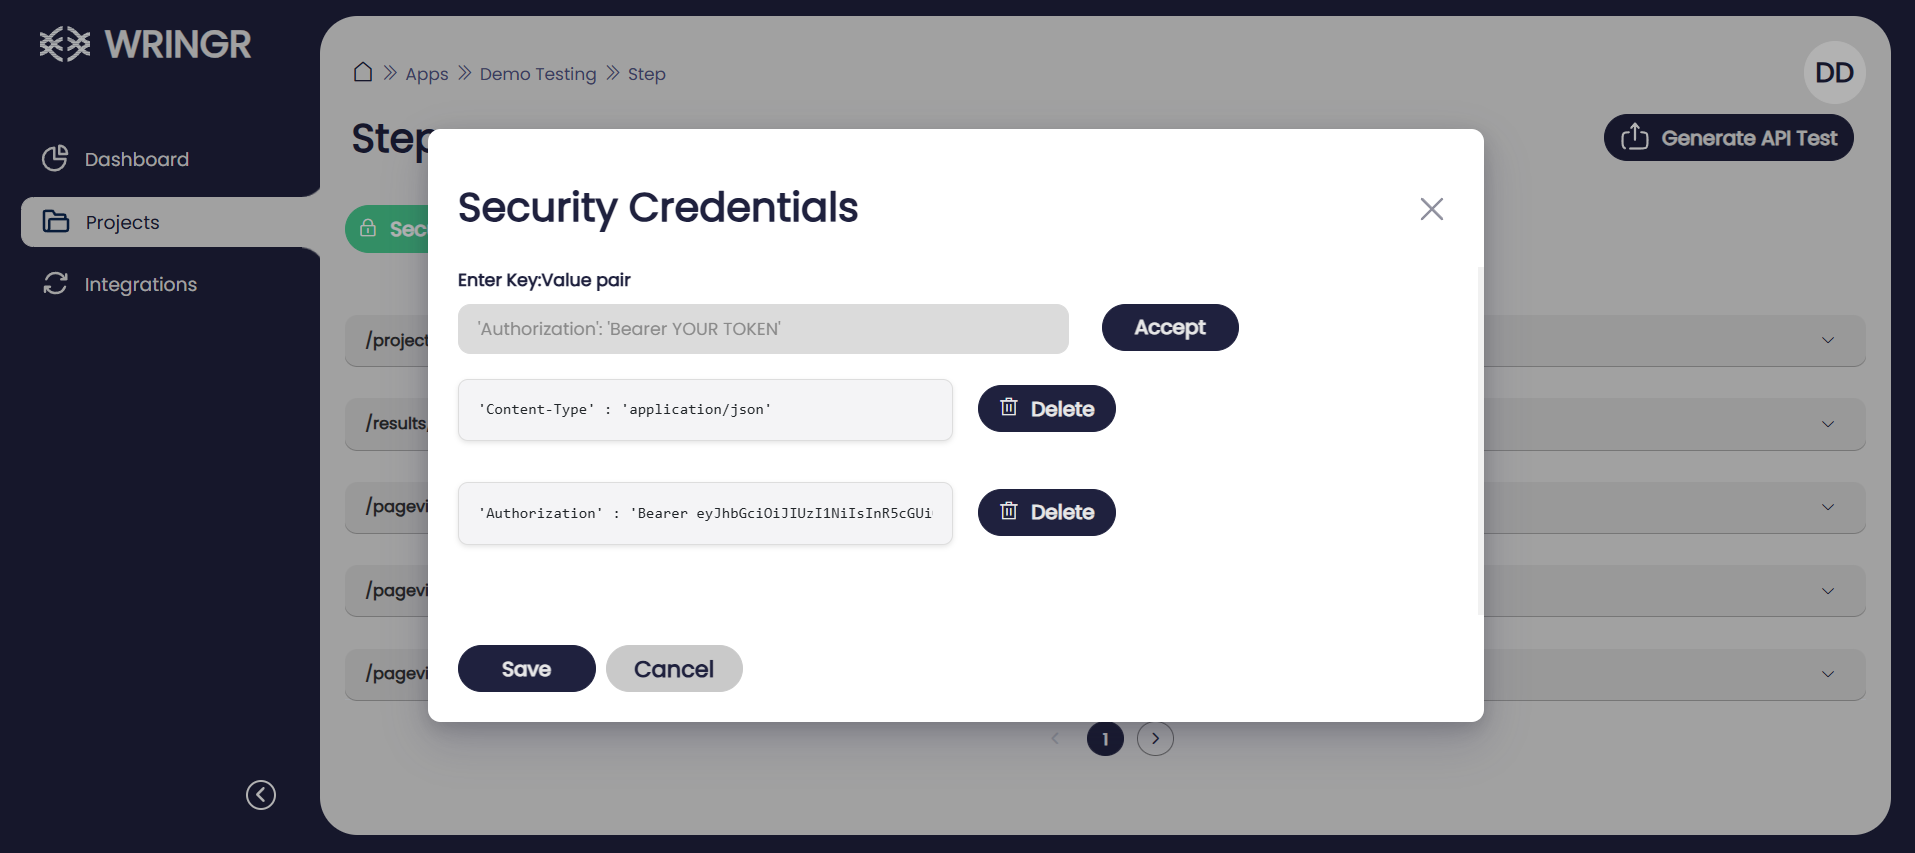 WRINGR
Dashboard
Projects
Integrations
Apps Demo Testing Step
DD
Step
Generate API Test
Security Credentials
Enter Key:Value pair
'Authorization': 'Bearer YOUR TOKEN'
Accept
'Content-Type' : 'application/json'
Delete
'Authorization' : 'Bearer eyJhbGciOiJIUzI1NiIsInR5cGUi
Delete
Save
Cancel
/project
/results
/pagevi
/pagevi
/pagevi
1